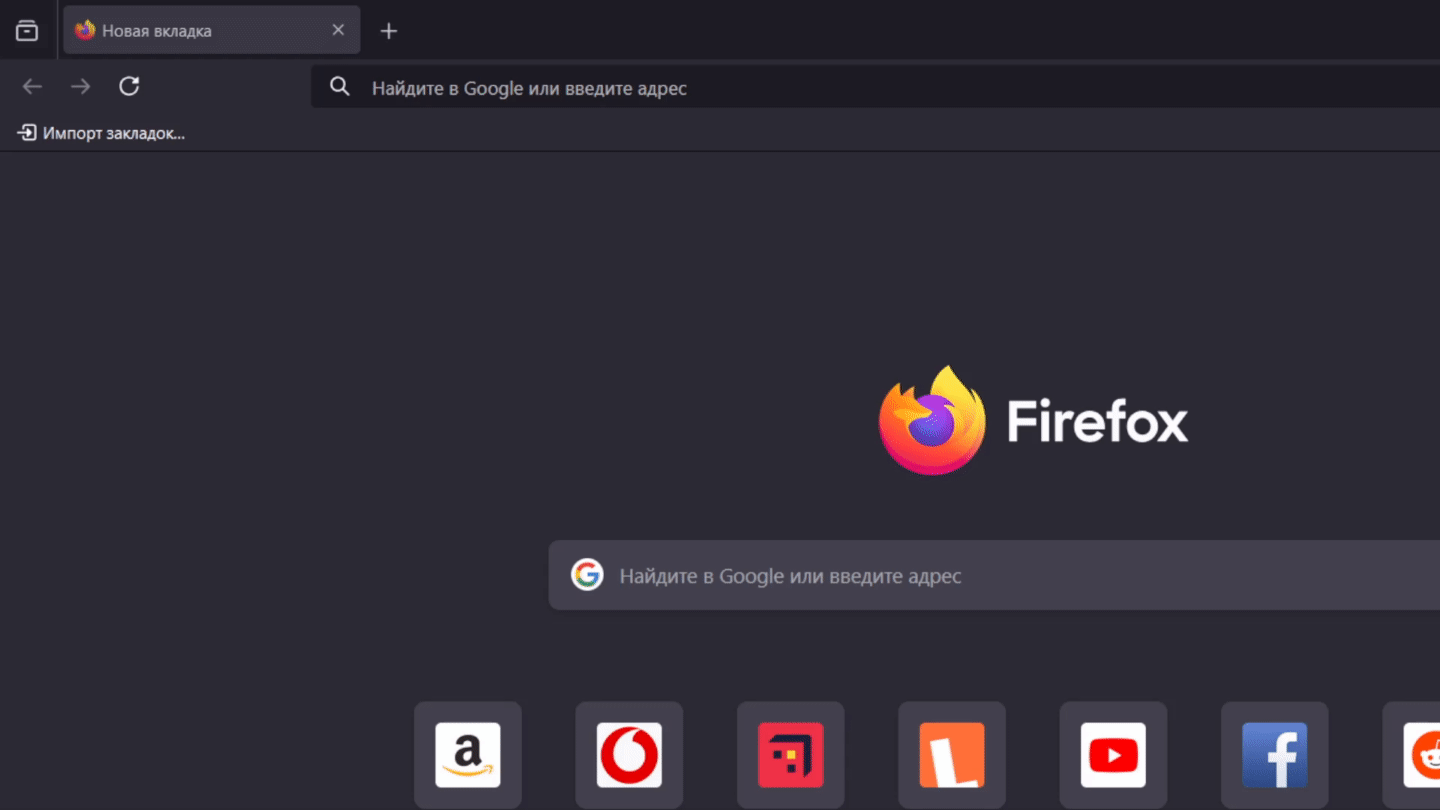 Новая вкладка
Найдите в Google или введите адрес
Импорт закладок...
Firefox
Найдите в Google или введите адрес